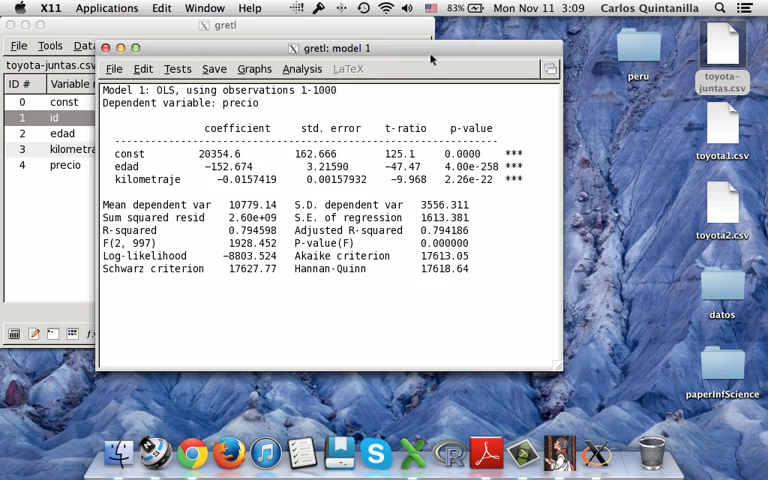 X11 Applications Edit Window Help 83% Mon Nov 11 3:09 Carlos Quintanilla
gretl
File Tools Data
toyota-juntas.csv
ID # Variable
0 const
1 id
2 edad
3 kilometra
4 precio
gretl: model 1
File Edit Tests Save Graphs Analysis LaTeX
Model 1: OLS, using observations 1-1000
Dependent variable: precio
coefficient std. error t-ratio p-value
const 20354.6 162.666 125.1 0.0000 ***
edad −152.674 3.21590 −47.47 4.00e-258 ***
kilometraje −0.0157419 0.00157932 −9.968 2.26e-22 ***
Mean dependent var 10779.14 S.D. dependent var 3556.311
Sum squared resid 2.60e+09 S.E. of regression 1613.381
R-squared 0.794598 Adjusted R-squared 0.794186
F(2, 997) 1928.452 P-value(F) 0.000000
Log-likelihood −8803.524 Akaike criterion 17613.05
Schwarz criterion 17627.77 Hannan-Quinn 17618.64
peru
toyota-
juntas.csv
toyota1.csv
toyota2.csv
datos
paperInfScience